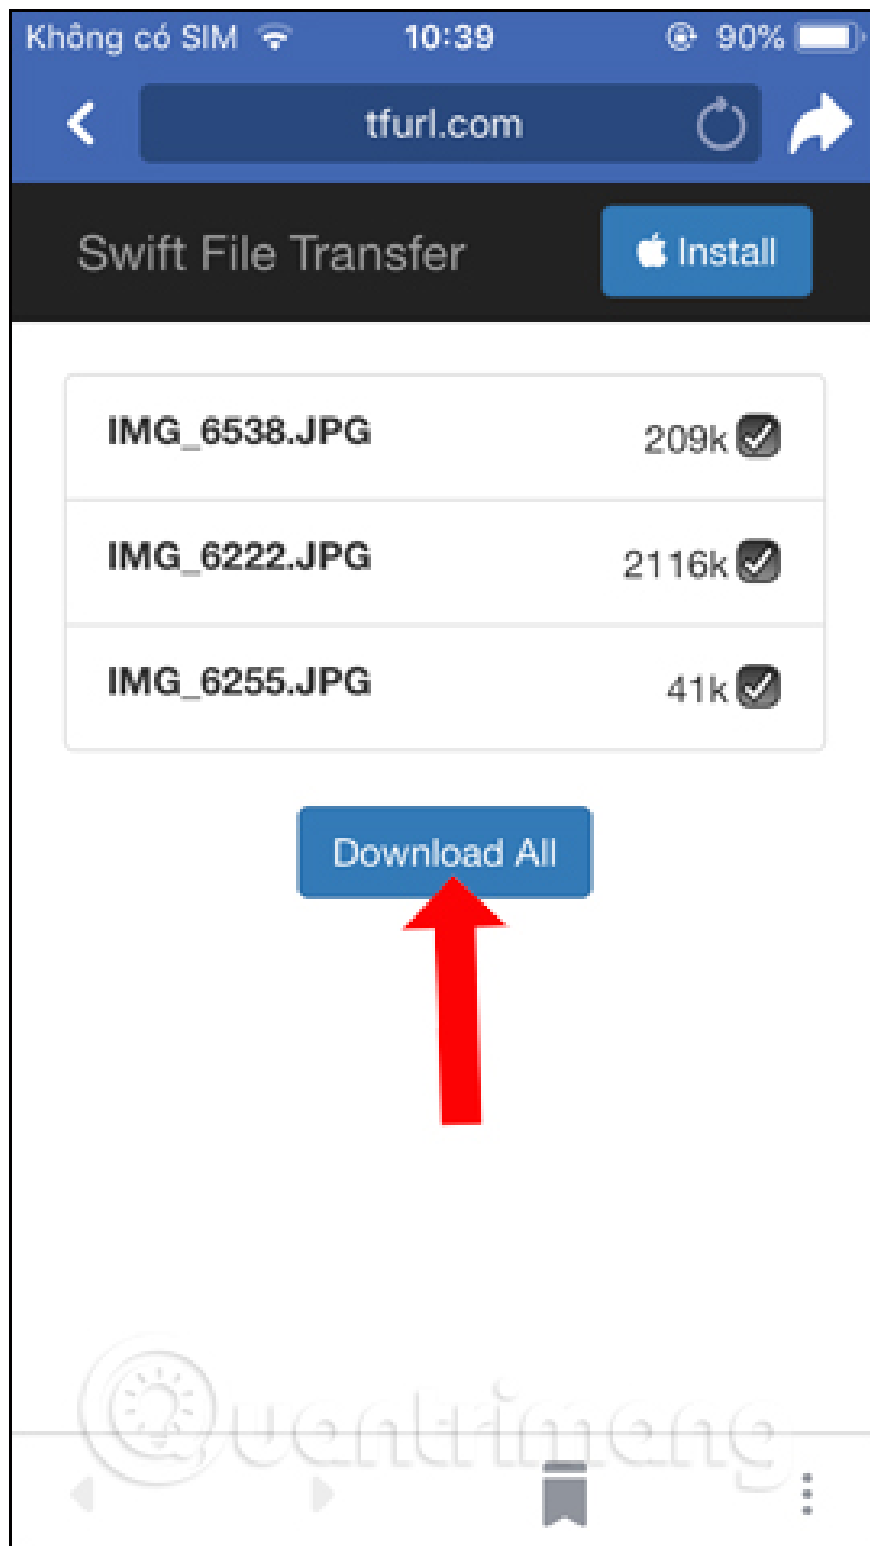 Không có SIM 10:39 90%
tfurl.com
Swift File Transfer Install
IMG_6538.JPG 209k
IMG_6222.JPG 2116k
IMG_6255.JPG 41k
Download All
Quantrimang